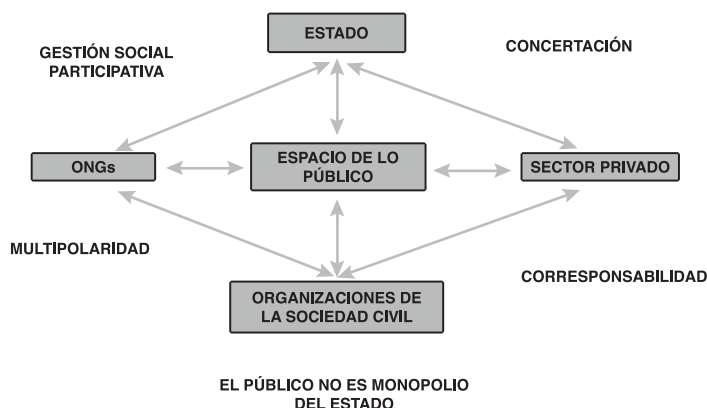 ESTADO
GESTIÓN SOCIAL
PARTICIPATIVA
CONCERTACIÓN
ONGs
ESPACIO DE LO
PÚBLICO
SECTOR PRIVADO
MULTIPOLARIDAD
CORRESPONSABILIDAD
ORGANIZACIONES DE
LA SOCIEDAD CIVIL
EL PÚBLICO NO ES MONOPOLIO
DEL ESTADO